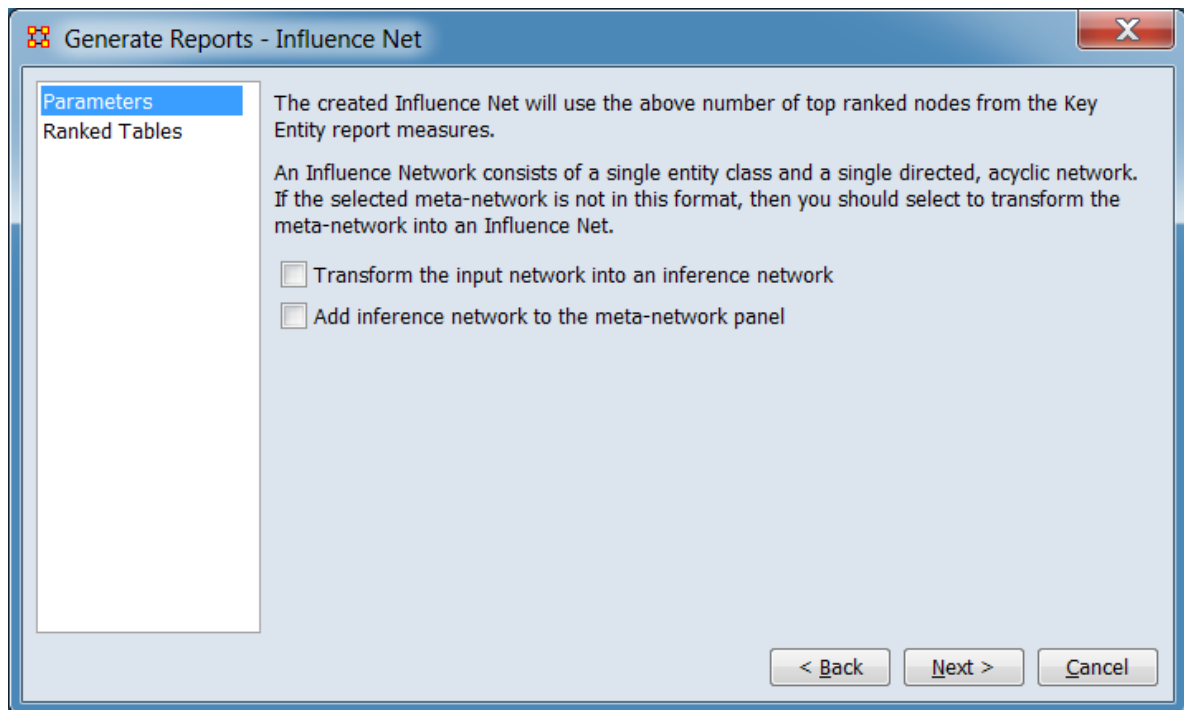 Generate Reports - Influence Net
Parameters
Ranked Tables
The created Influence Net will use the above number of top ranked nodes from the Key
Entity report measures.
An Influence Network consists of a single entity class and a single directed, acyclic network.
If the selected meta-network is not in this format, then you should select to transform the
meta-network into an Influence Net.
Transform the input network into an inference network
Add inference network to the meta-network panel
< Back
Next >
Cancel